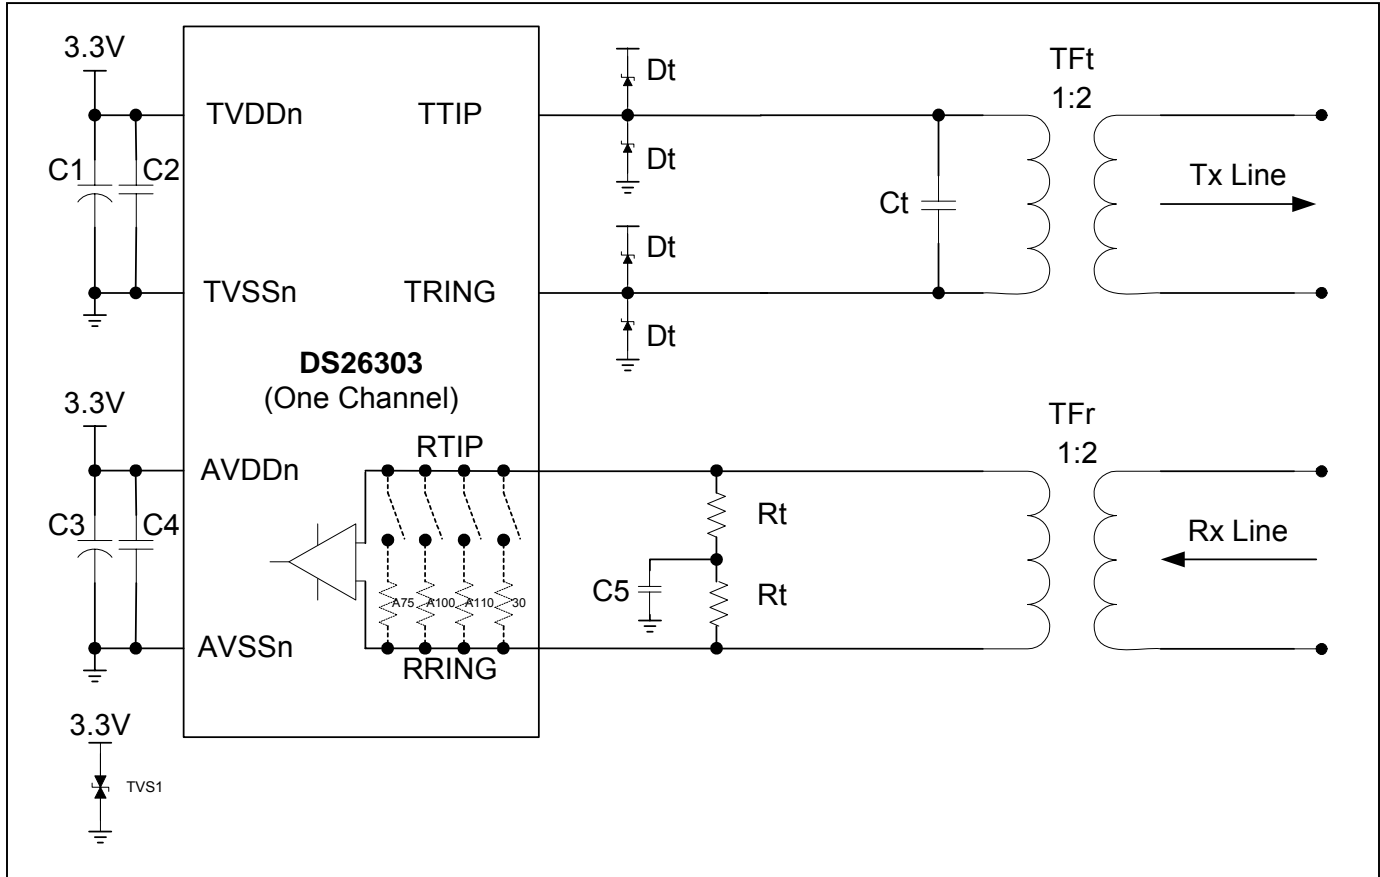 3.3V
TVDDn
TTIP
Dt
Dt
TFt
1:2
C1
C2
Ct
Tx Line
TVSSn
TRING
Dt
Dt
DS26303
(One Channel)
3.3V
AVDDn
RTIP
TFr
1:2
C3
C4
Rt
Rx Line
A75
A100
A110
30
C5
Rt
AVSSn
RRING
3.3V
TVS1